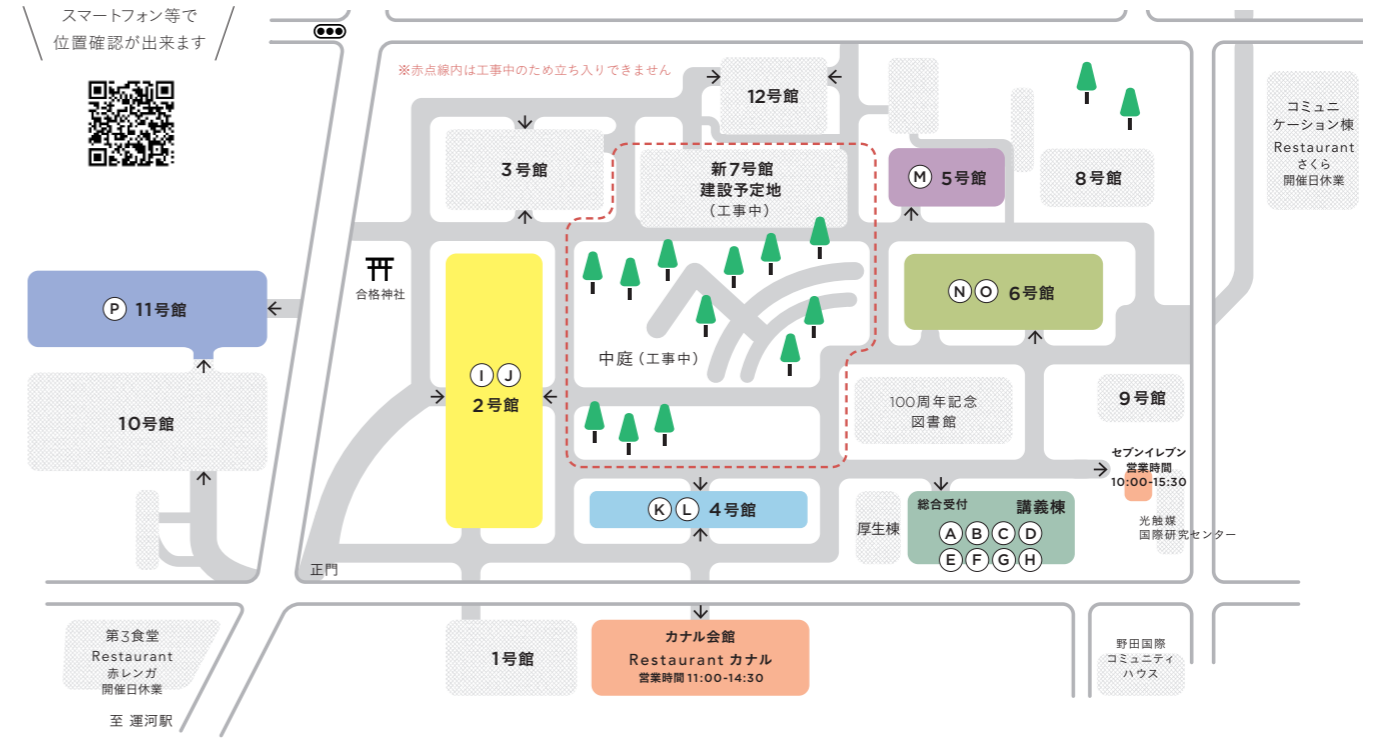 スマートフォン等で
位置確認が出来ます
※赤点線内は工事中のため立ち入りできません
12号館
3号館
新7号館
建設予定地
(工事中)
M 5号館
8号館
コミュニ
ケーション棟
Restaurant
さくら
開催日休業
合格神社
P 11号館
N O 6号館
中庭(工事中)
I J
2号館
10号館
100周年記念
図書館
9号館
セブンイレブン
営業時間
10:00-15:30
K L 4号館
厚生棟
総合受付 講義棟
A B C D
E F G H
光触媒
国際研究センター
正門
第3食堂
Restaurant
赤レンガ
開催日休業
至 運河駅
1号館
カナル会館
Restaurant カナル
営業時間11:00-14:30
野田国際
コミュニティ
ハウス